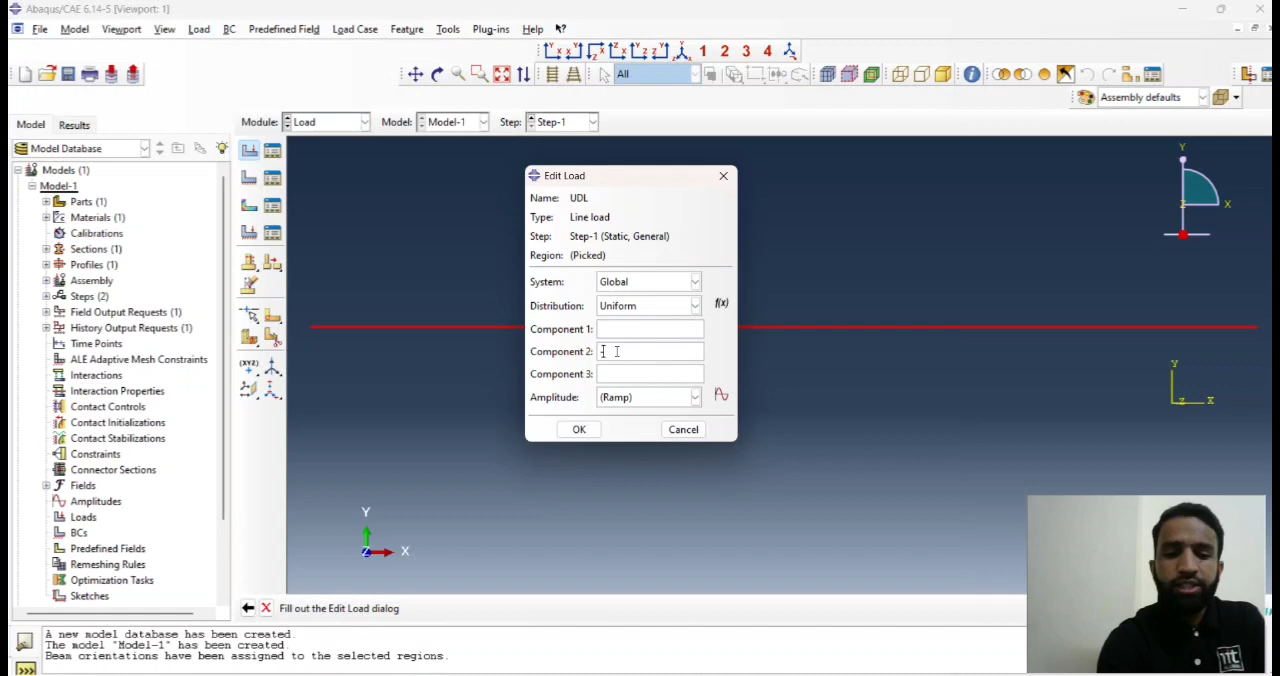 Abaqus/CAE 6.14-5 [Viewport: 1]
File Model Viewport View Load BC Predefined Field Load Case Feature Tools Plug-ins Help
1 2 3 4
All
Assembly defaults
Model Results
Module: Load Model: Model-1 Step: Step-1
Model Database
Models (1)
Model-1
Parts (1)
Materials (1)
Calibrations
Sections (1)
Profiles (1)
Assembly
Steps (2)
Field Output Requests (1)
History Output Requests (1)
Time Points
ALE Adaptive Mesh Constraints
Interactions
Interaction Properties
Contact Controls
Contact Initializations
Contact Stabilizations
Constraints
Connector Sections
Fields
Amplitudes
Loads
BCs
Predefined Fields
Remeshing Rules
Optimization Tasks
Sketches
(XYZ)
Edit Load
Name: UDL
Type: Line load
Step: Step-1 (Static, General)
Region: (Picked)
System: Global
Distribution: Uniform f(x)
Component 1:
Component 2:
Component 3:
Amplitude: (Ramp)
OK Cancel
Y
Z X
Y
Z X
Y
Z X
Fill out the Edit Load dialog
A new model database has been created.
The model "Model-1" has been created.
Beam orientations have been assigned to the selected regions.
>>>